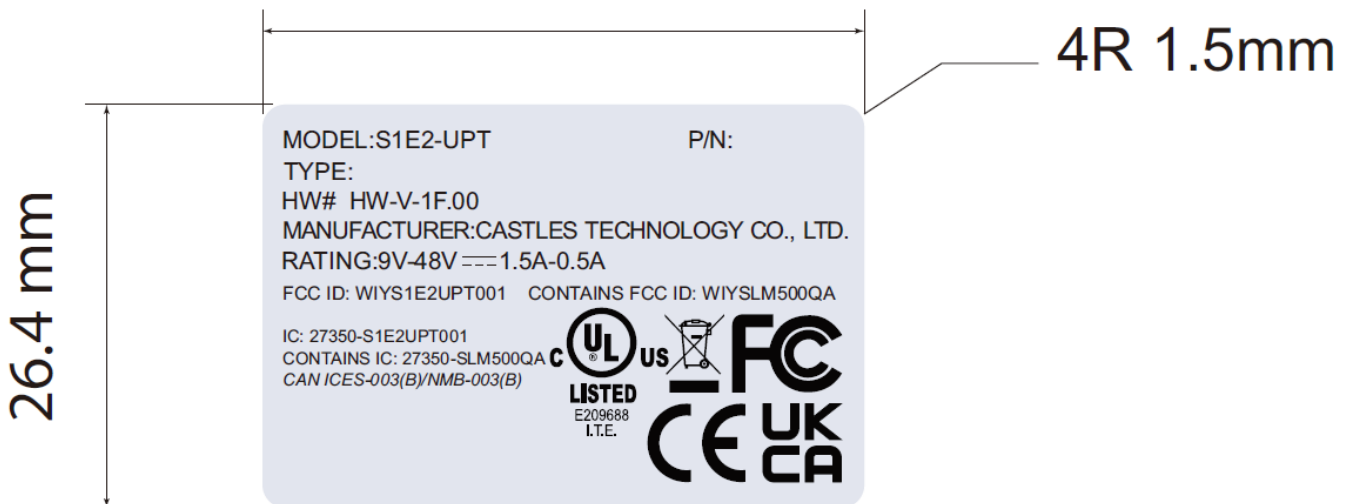 4R 1.5mm
26.4 mm
MODEL:S1E2-UPT P/N:
TYPE:
HW# HW-V-1F.00
MANUFACTURER:CASTLES TECHNOLOGY CO., LTD.
RATING:9V-48V⎓1.5A-0.5A
FCC ID: WIYS1E2UPT001 CONTAINS FCC ID: WIYSLM500QA
IC: 27350-S1E2UPT001
CONTAINS IC: 27350-SLM500QA
CAN ICES-003(B)/NMB-003(B)
C UL ® US
LISTED
E209688
I.T.E.
FC
CE
UK
CA